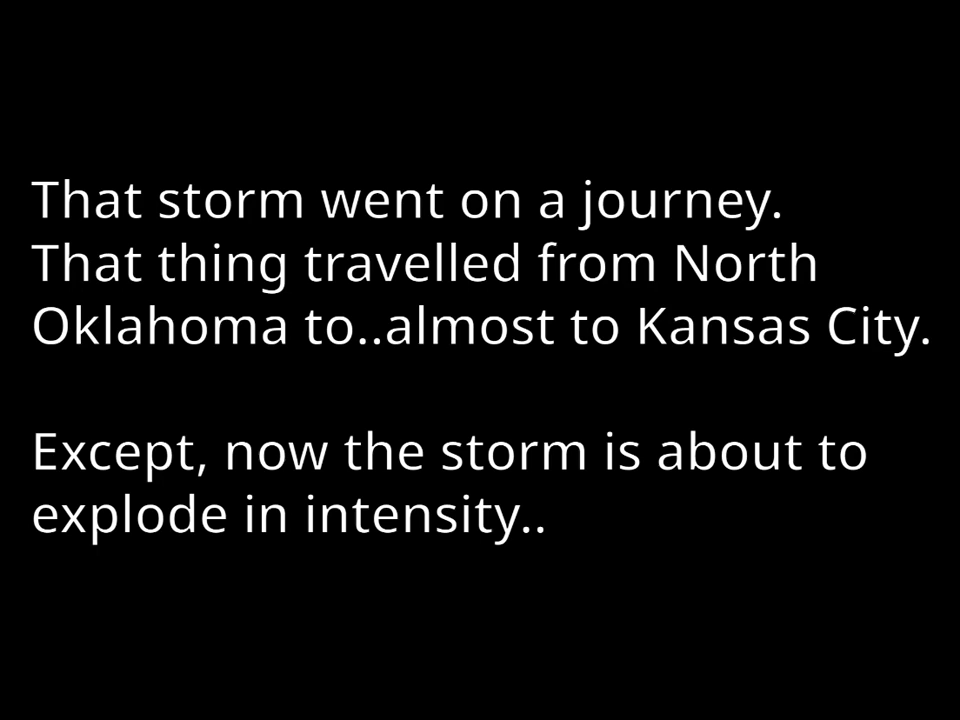 That storm went on a journey.
That thing travelled from North
Oklahoma to..almost to Kansas City.
Except, now the storm is about to
explode in intensity..